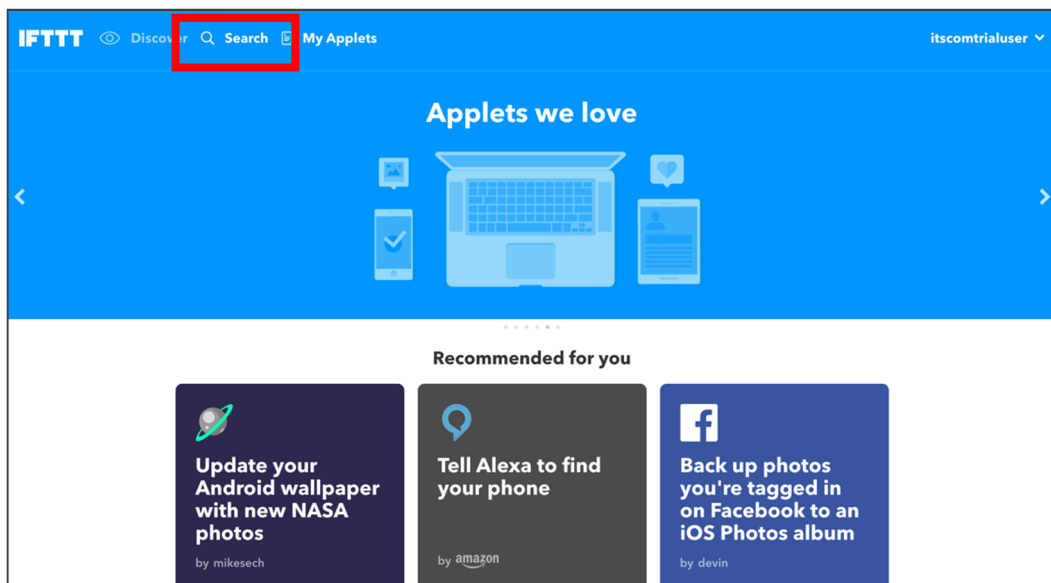 IFTTT Discover Search My Applets itscomtrialuser
Applets we love
Recommended for you
Update your
Android wallpaper
with new NASA
photos
by mikesech
Tell Alexa to find
your phone
by amazon
Back up photos
you're tagged in
on Facebook to an
iOS Photos album
by devin